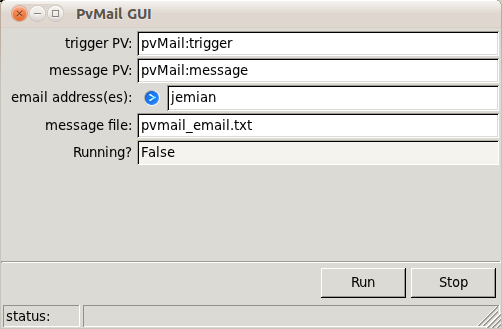 PvMail GUI
trigger PV: pvMail:trigger
message PV: pvMail:message
email address(es): jemian
message file: pvmail_email.txt
Running? False
Run Stop
status: